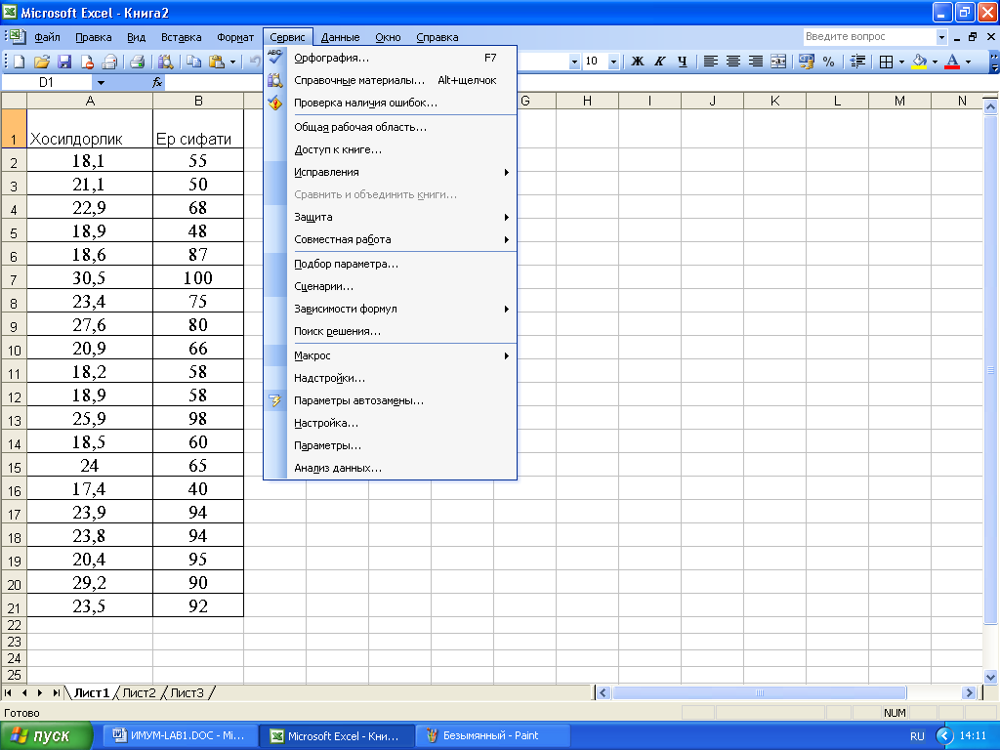 Microsoft Excel - Книга2
Файл Правка Вид Вставка Формат Сервис Данные Окно Справка Введите вопрос
10 Ж К Ч %
D1 fx
A B G H I J K L M N
1 Хосилдорлик Ер сифати
2 18,1 55
3 21,1 50
4 22,9 68
5 18,9 48
6 18,6 87
7 30,5 100
8 23,4 75
9 27,6 80
10 20,9 66
11 18,2 58
12 18,9 58
13 25,9 98
14 18,5 60
15 24 65
16 17,4 40
17 23,9 94
18 23,8 94
19 20,4 95
20 29,2 90
21 23,5 92
22
23
24
25
Орфография... F7
Справочные материалы... Alt+щелчок
Проверка наличия ошибок...
Общая рабочая область...
Доступ к книге...
Исправления
Сравнить и объединить книги...
Защита
Совместная работа
Подбор параметра...
Сценарии...
Зависимости формул
Поиск решения...
Макрос
Надстройки...
Параметры автозамены...
Настройка...
Параметры...
Анализ данных...
Лист1 Лист2 Лист3
Готово NUM
пуск ИМУМ-LAB1.DOC - Mi... Microsoft Excel - Кни... Безымянный - Paint RU 14:11